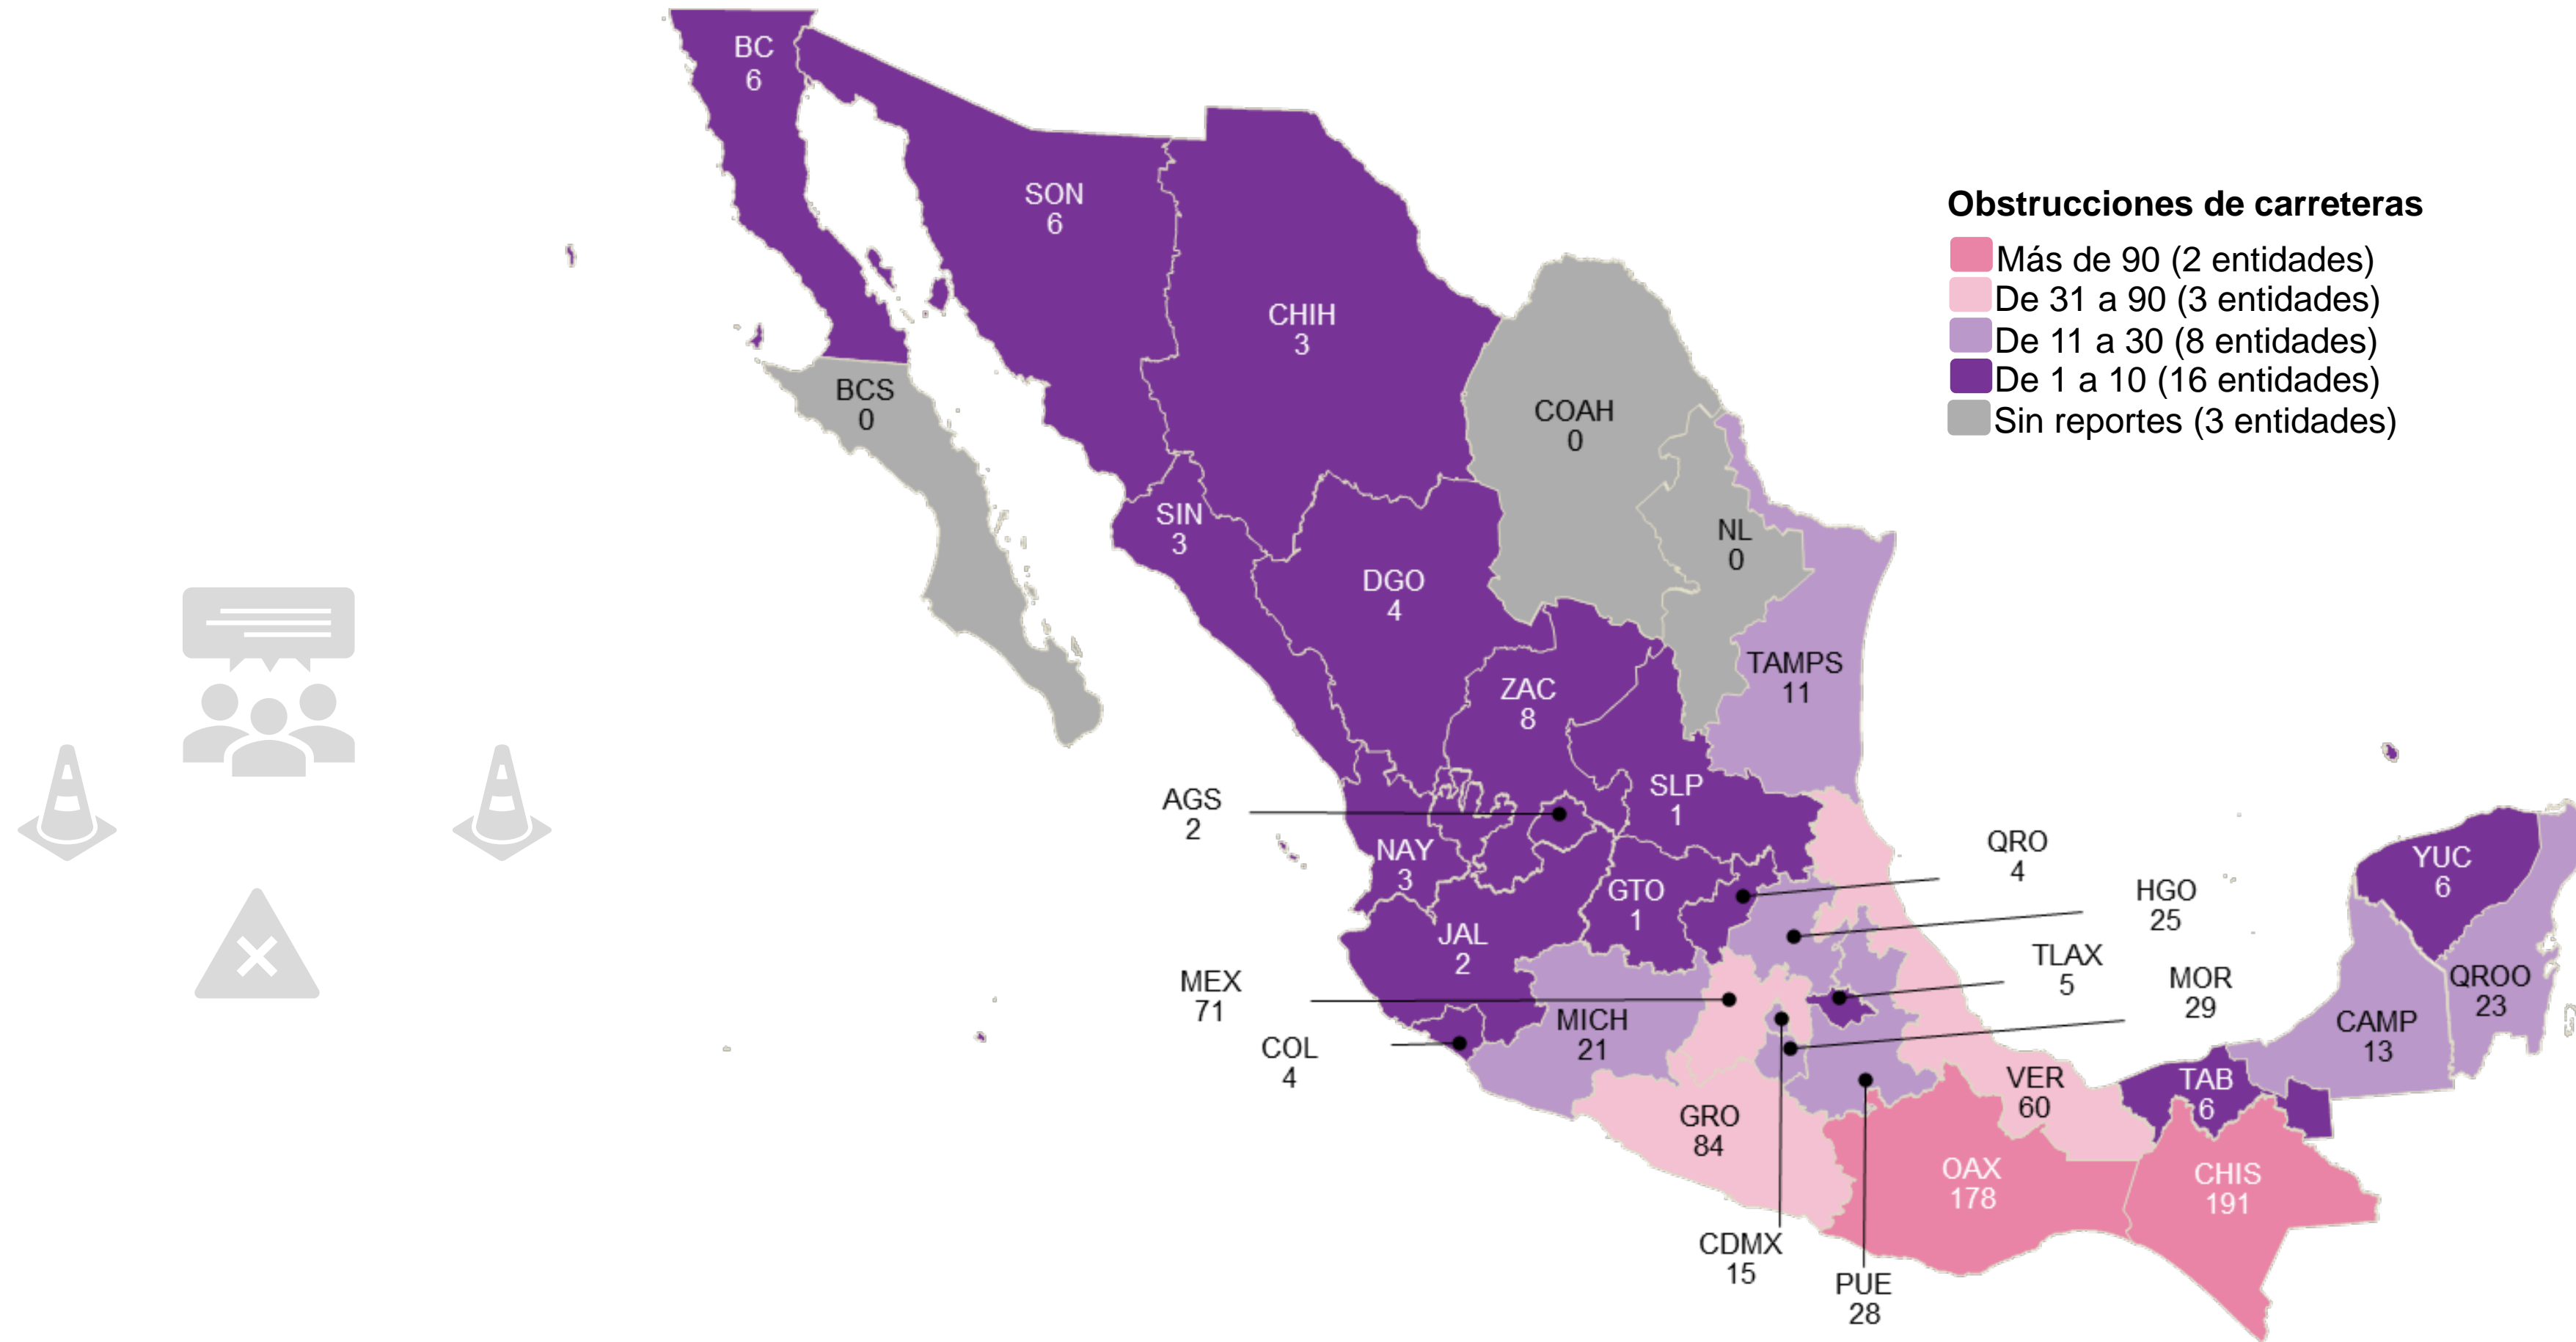 BC
6
SON
6
CHIH
3
Obstrucciones de carreteras
Más de 90 (2 entidades)
De 31 a 90 (3 entidades)
De 11 a 30 (8 entidades)
De 1 a 10 (16 entidades)
Sin reportes (3 entidades)
BCS
0
COAH
0
SIN
3
NL
0
DGO
4
TAMPS
11
ZAC
8
SLP
1
AGS
2
NAY
3
QRO
4
YUC
6
GTO
1
HGO
25
JAL
2
TLAX
5
MEX
71
MOR
29
QROO
23
MICH
21
CAMP
13
COL
4
VER
60
TAB
6
GRO
84
OAX
178
CHIS
191
CDMX
15
PUE
28